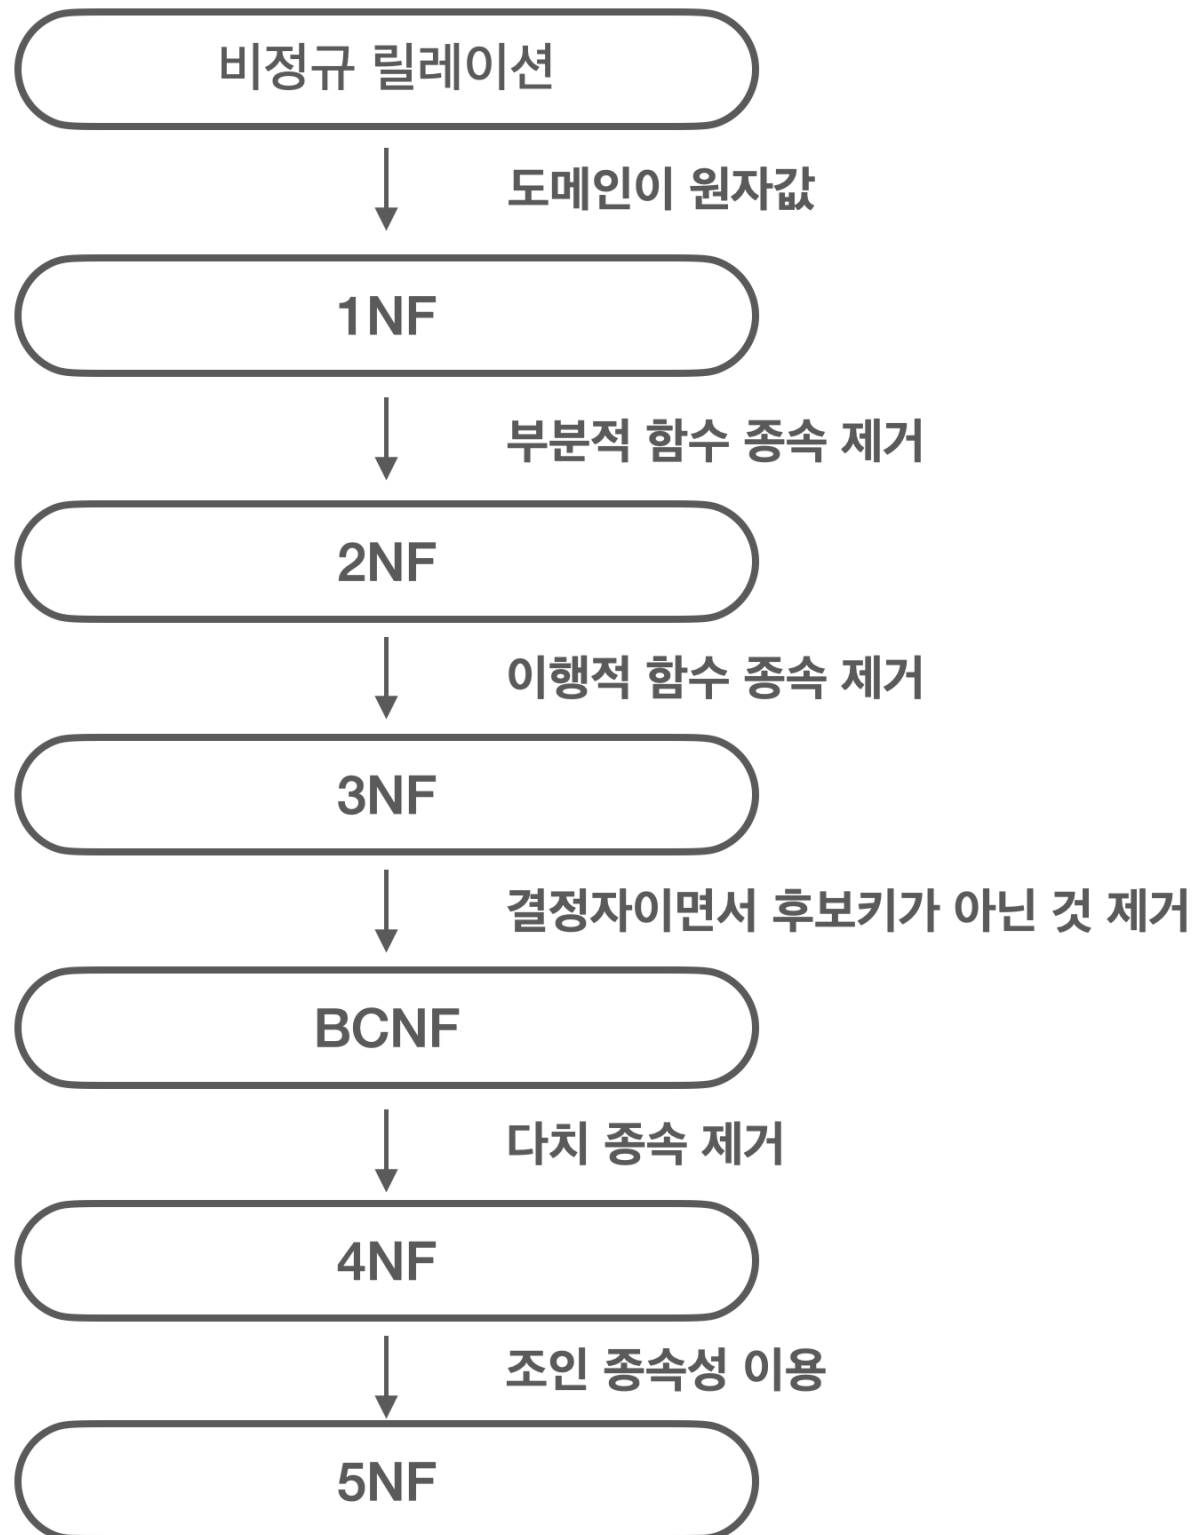 비정규 릴레이션
도메인이 원자값
1NF
부분적 함수 종속 제거
2NF
이행적 함수 종속 제거
3NF
결정자이면서 후보키가 아닌 것 제거
BCNF
다치 종속 제거
4NF
조인 종속성 이용
5NF